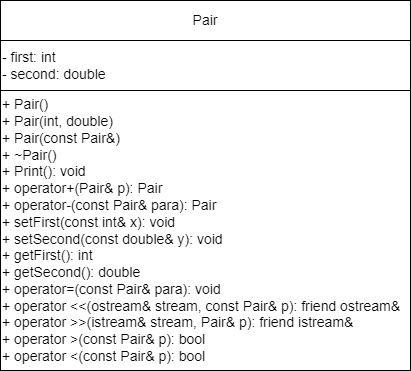 Pair
- first: int
- second: double
+ Pair()
+ Pair(int, double)
+ Pair(const Pair&)
+ ~Pair()
+ Print(): void
+ operator+(Pair& p): Pair
+ operator-(const Pair& para): Pair
+ setFirst(const int& x): void
+ setSecond(const double& y): void
+ getFirst(): int
+ getSecond(): double
+ operator=(const Pair& para): void
+ operator <<(ostream& stream, const Pair& p): friend ostream&
+ operator >>(istream& stream, Pair& p): friend istream&
+ operator >(const Pair& p): bool
+ operator <(const Pair& p): bool